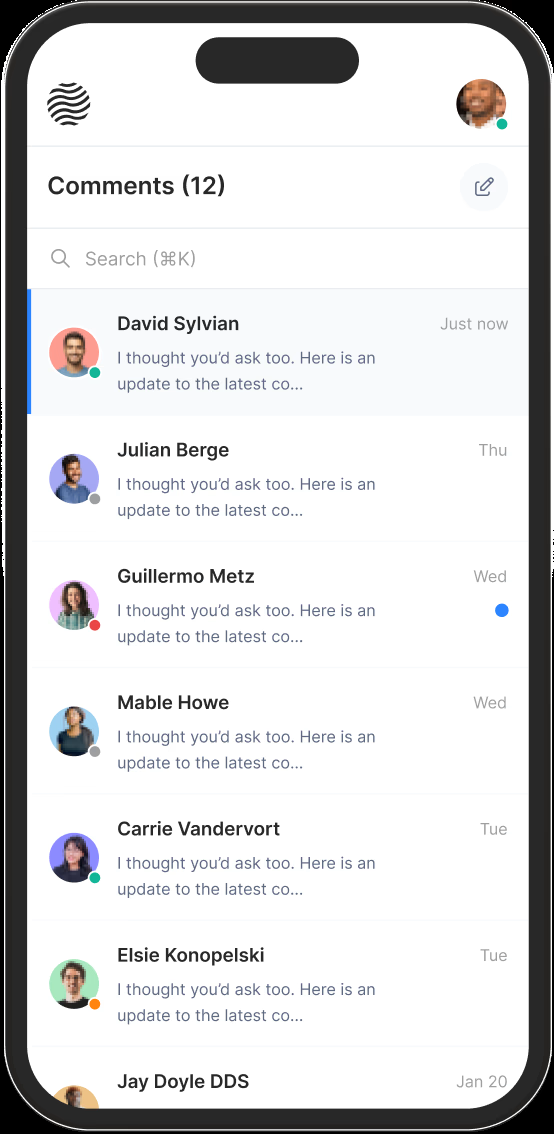 Comments (12)
Search (⌘K)
David Sylvian
Just now
I thought you’d ask too. Here is an
update to the latest co...
Julian Berge
Thu
I thought you’d ask too. Here is an
update to the latest co...
Guillermo Metz
Wed
I thought you’d ask too. Here is an
update to the latest co...
Mable Howe
Wed
I thought you’d ask too. Here is an
update to the latest co...
Carrie Vandervort
Tue
I thought you’d ask too. Here is an
update to the latest co...
Elsie Konopelski
Tue
I thought you’d ask too. Here is an
update to the latest co...
Jay Doyle DDS
Jan 20